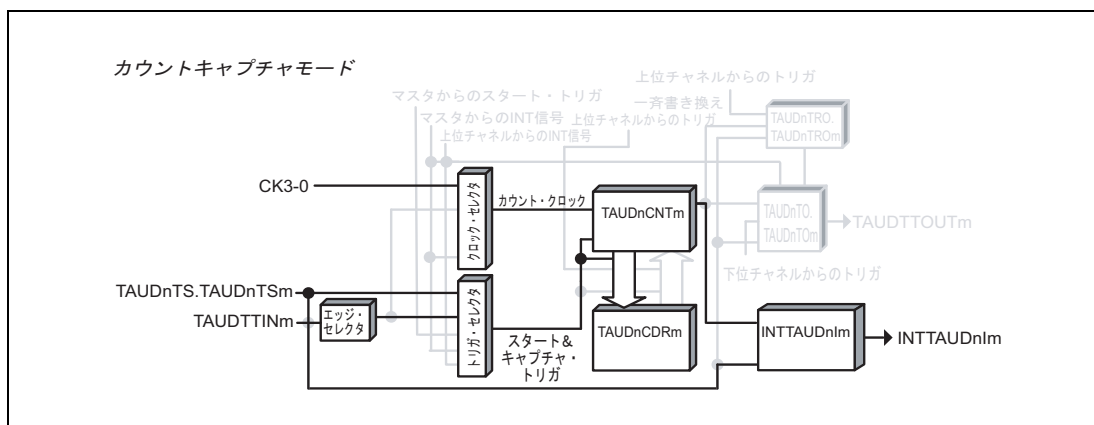 カウントキャプチャモード
上位チャネルからのトリガ
マスタからのスタート・トリガ
一斉書き換え
マスタからのINT信号
上位チャネルからのトリガ
上位チャネルからのINT信号
TAUDnTRO.
TAUDnTROm
CK3-0
クロック・セレクタ
カウント・クロック
TAUDnCNTm
TAUDnTO.
TAUDnTOm
TAUDTTOUTm
下位チャネルからのトリガ
TAUDnTS.TAUDnTSm
TAUDTTINm
エッジ・
セレクタ
トリガ・セレクタ
スタート&
キャプチャ・
トリガ
TAUDnCDRm
INTTAUDnIm
INTTAUDnIm